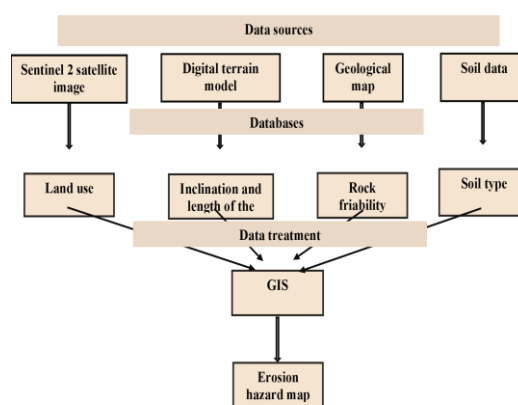 Data sources
Sentinel 2 satellite
image
Digital terrain
model
Geological
map
Soil data
Databases
Land use
Inclination and
length of the
Rock
friability
Soil type
Data treatment
GIS
Erosion
hazard map